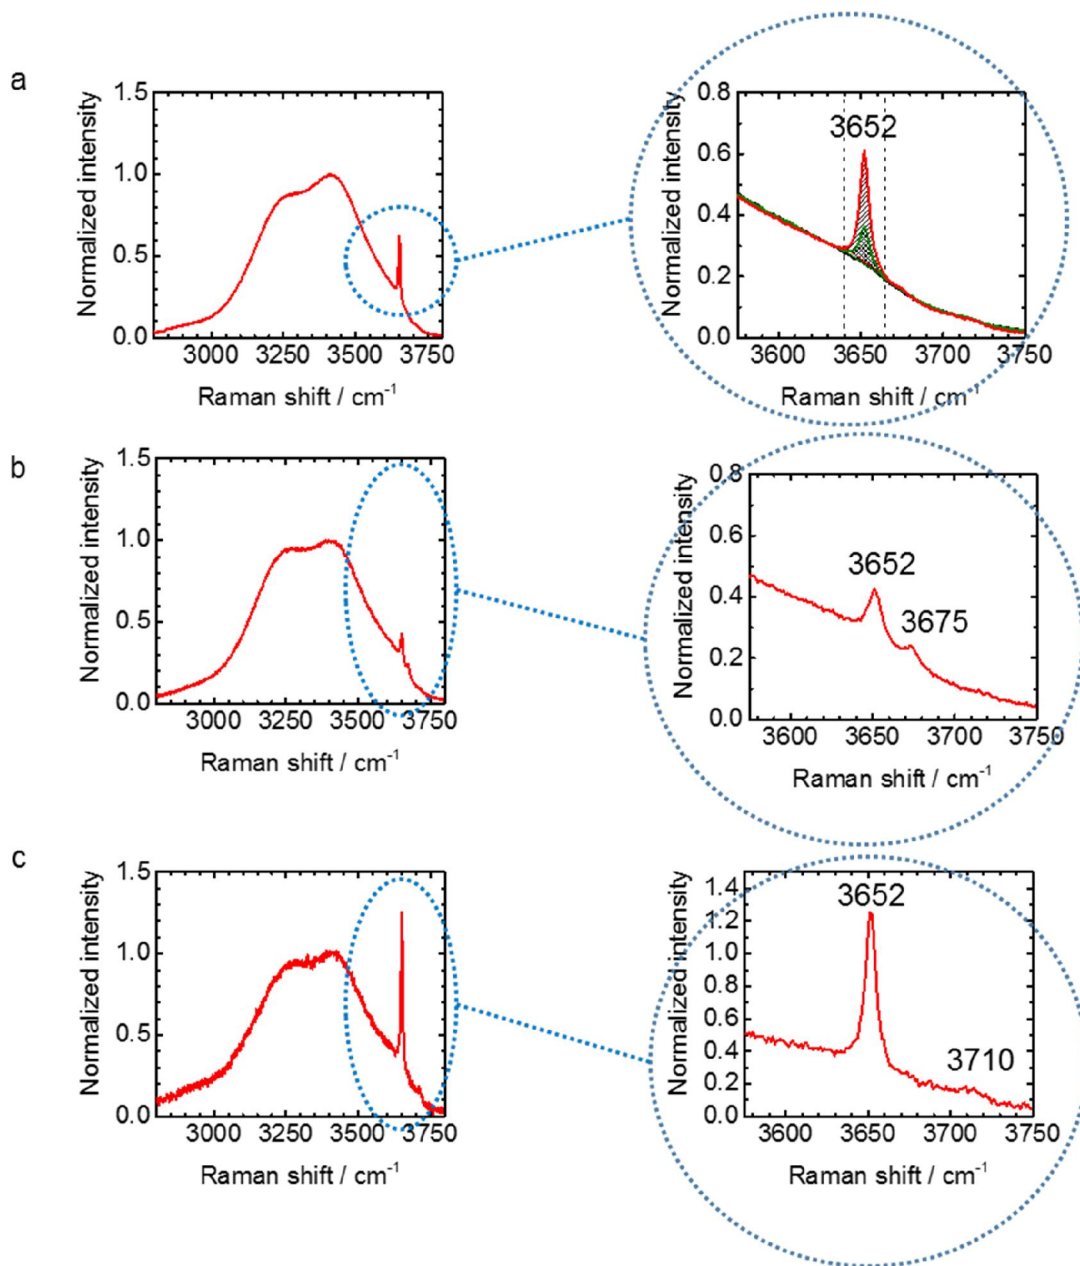 a
Normalized intensity
1.5
1.0
0.5
0.0
3000 3250 3500 3750
Raman shift / cm⁻¹
Normalized intensity
0.8
0.6
0.4
0.2
0.0
3652
3600 3650 3700 3750
Raman shift / cm⁻¹
b
Normalized intensity
1.5
1.0
0.5
0.0
3000 3250 3500 3750
Raman shift / cm⁻¹
Normalized intensity
0.8
0.6
0.4
0.2
0.0
3652
3675
3600 3650 3700 3750
Raman shift / cm⁻¹
c
Normalized intensity
1.5
1.0
0.5
0.0
3000 3250 3500 3750
Raman shift / cm⁻¹
Normalized intensity
1.4
1.2
1.0
0.8
0.6
0.4
0.2
0.0
3652
3710
3600 3650 3700 3750
Raman shift / cm⁻¹